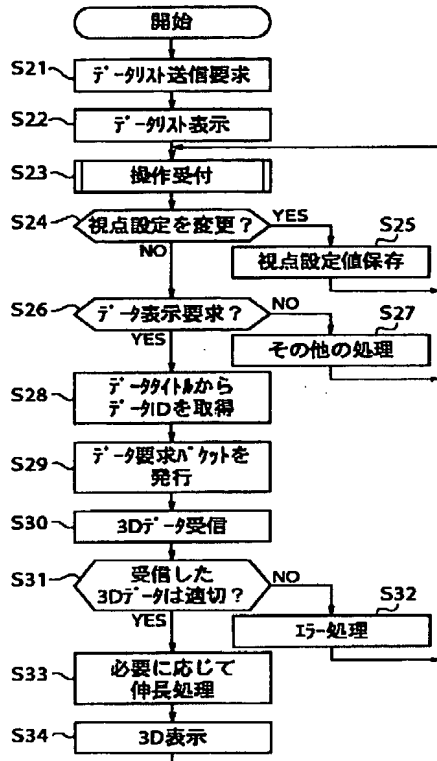 開始
S21
データリスト送信要求
S22
データリスト表示
S23
操作受付
S24
視点設定を変更？
YES
NO
S25
視点設定値保存
S26
データ表示要求？
NO
YES
S27
その他の処理
S28
データタイトルから
データIDを取得
S29
データ要求パケットを
発行
S30
3Dデータ受信
S31
受信した
3Dデータは適切？
NO
YES
S32
エラー処理
S33
必要に応じて
伸長処理
S34
3D表示